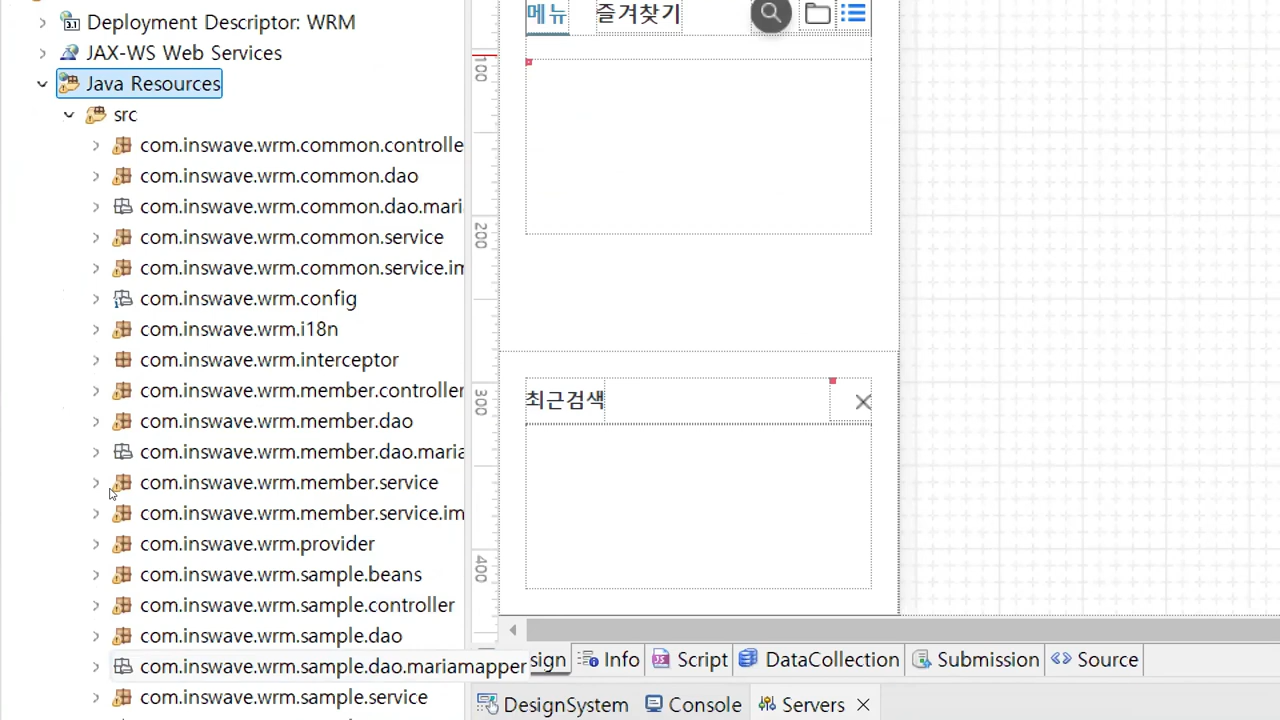 Deployment Descriptor: WRM
JAX-WS Web Services
Java Resources
src
com.inswave.wrm.common.controlle
com.inswave.wrm.common.dao
com.inswave.wrm.common.dao.mari
com.inswave.wrm.common.service
com.inswave.wrm.common.service.im
com.inswave.wrm.config
com.inswave.wrm.i18n
com.inswave.wrm.interceptor
com.inswave.wrm.member.controller
com.inswave.wrm.member.dao
com.inswave.wrm.member.dao.maria
com.inswave.wrm.member.service
com.inswave.wrm.member.service.im
com.inswave.wrm.provider
com.inswave.wrm.sample.beans
com.inswave.wrm.sample.controller
com.inswave.wrm.sample.dao
com.inswave.wrm.sample.dao.mariamapper
com.inswave.wrm.sample.service
메뉴 즐겨찾기
100
200
300
400
최근검색
sign Info Script DataCollection Submission Source
DesignSystem Console Servers